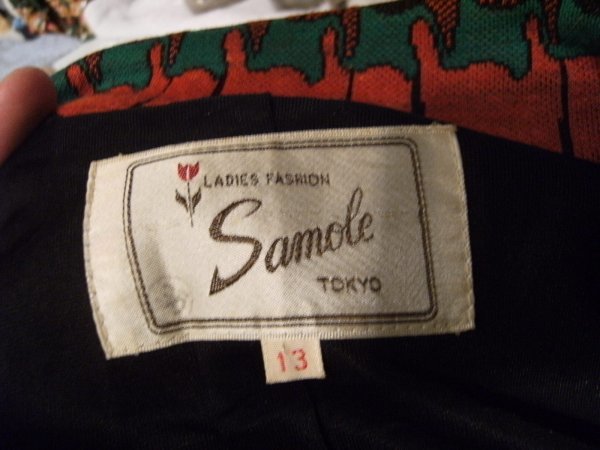 LADIES FASHION
Samole
TOKYO
13